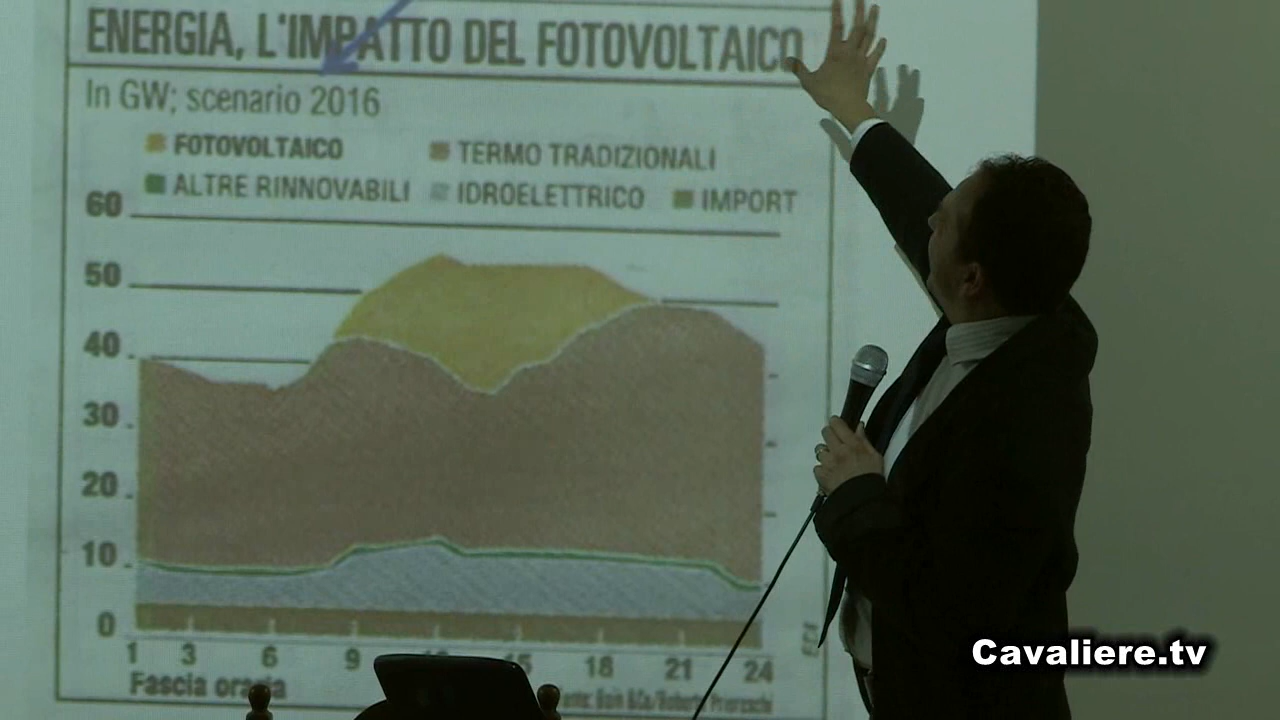 ENERGIA, L'IMPATTO DEL FOTOVOLTAICO
In GW; scenario 2016
FOTOVOLTAICO TERMO TRADIZIONALI
ALTRE RINNOVABILI IDROELETTRICO IMPORT
60
50
40
30
20
10
0
1 3 6 9 15 18 21 24
Fascia oraria
Cavaliere.tv